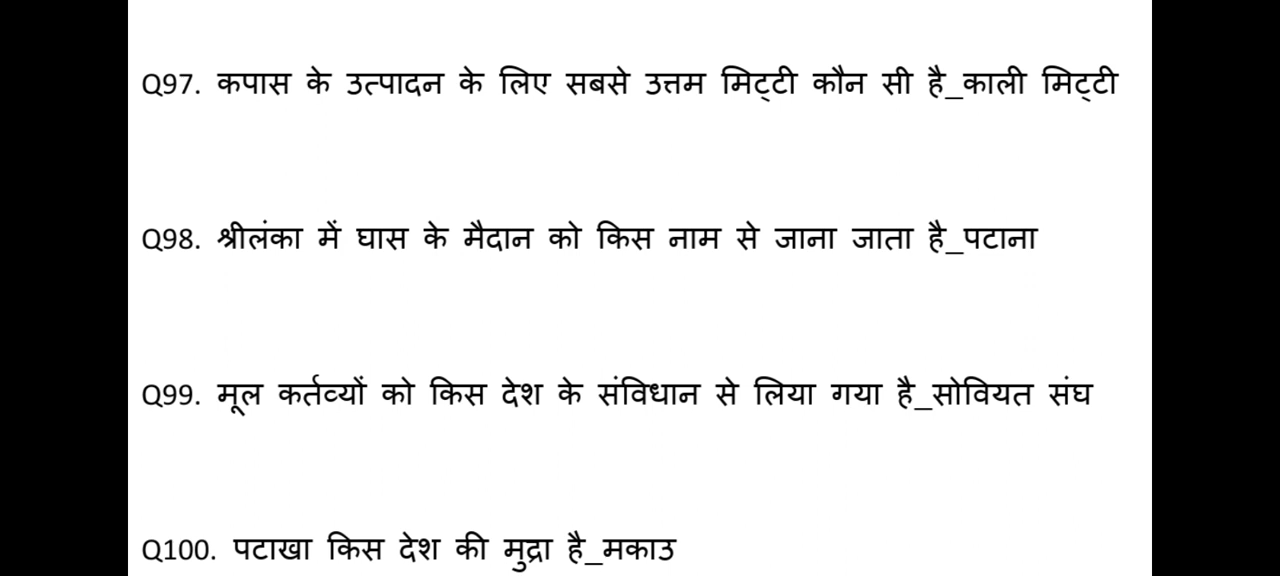 Q97. कपास के उत्पादन के लिए सबसे उत्तम मिट्टी कौन सी है_काली मिट्टी
Q98. श्रीलंका में घास के मैदान को किस नाम से जाना जाता है_पटाना
Q99. मूल कर्तव्यों को किस देश के संविधान से लिया गया है_सोवियत संघ
Q100. पटाखा किस देश की मुद्रा है_मकाउ